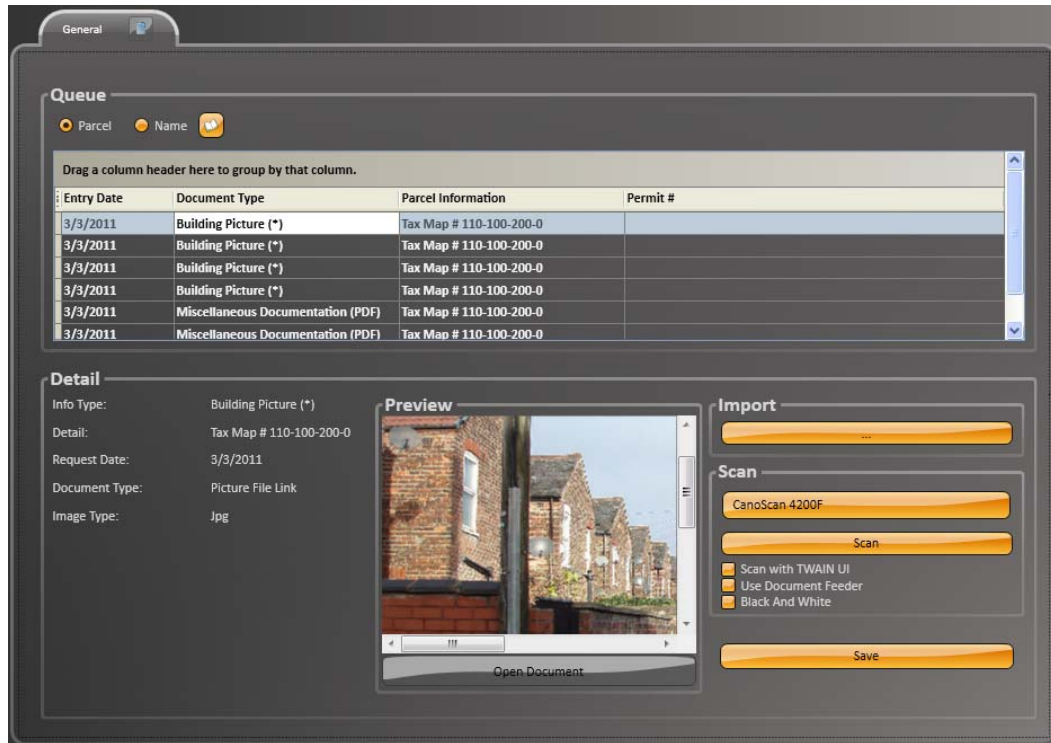 General
Queue
Parcel Name
Drag a column header here to group by that column.
Entry Date Document Type Parcel Information Permit #
3/3/2011 Building Picture (*) Tax Map # 110-100-200-0
3/3/2011 Building Picture (*) Tax Map # 110-100-200-0
3/3/2011 Building Picture (*) Tax Map # 110-100-200-0
3/3/2011 Building Picture (*) Tax Map # 110-100-200-0
3/3/2011 Miscellaneous Documentation (PDF) Tax Map # 110-100-200-0
3/3/2011 Miscellaneous Documentation (PDF) Tax Map # 110-100-200-0
Detail
Info Type: Building Picture (*)
Detail: Tax Map # 110-100-200-0
Request Date: 3/3/2011
Document Type: Picture File Link
Image Type: Jpg
Preview
Open Document
Import
...
Scan
CanoScan 4200F
Scan
Scan with TWAIN UI
Use Document Feeder
Black And White
Save